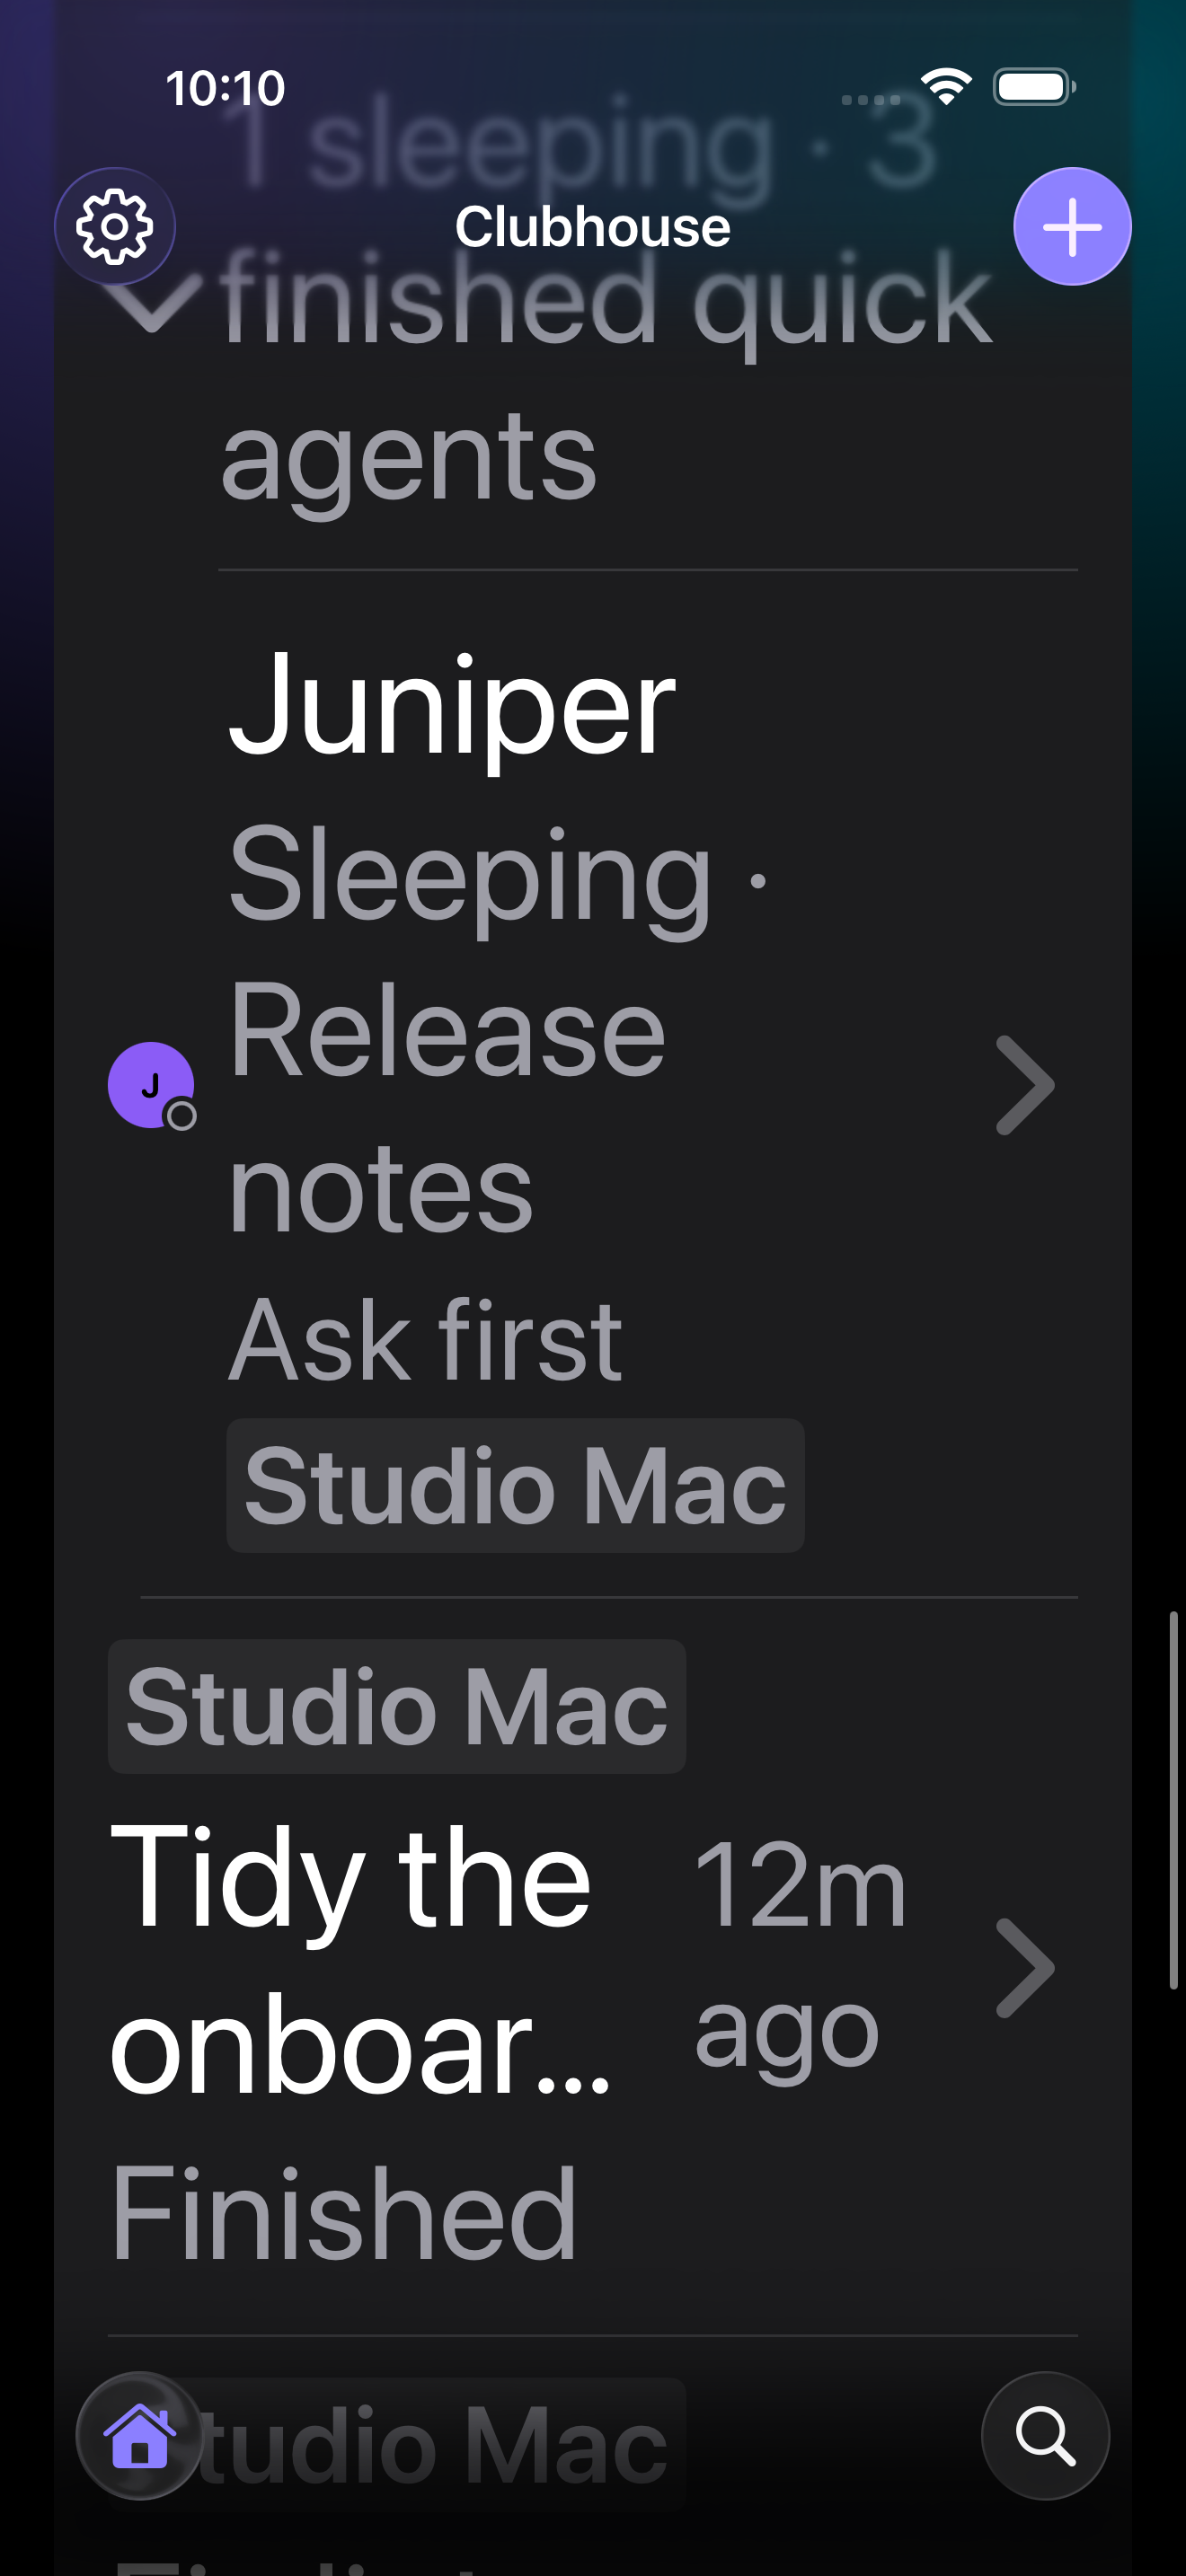 10:10
1 sleeping · 3
Clubhouse
finished quick
agents
Juniper
Sleeping ·
Release
notes
J
Ask first
Studio Mac
Studio Mac
Tidy the
onboar...
12m
ago
Finished
tudio Mac